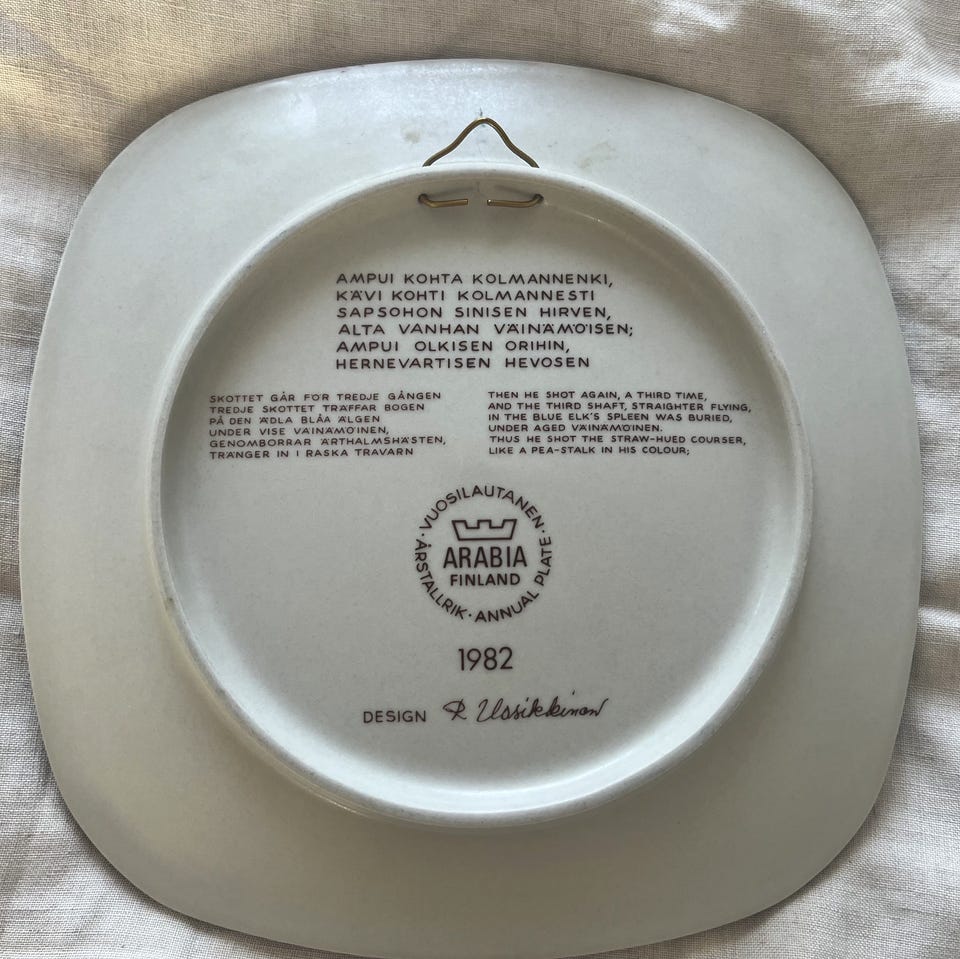 AMPUI KOHTA KOLMANNENKI,
KÄVI KOHTI KOLMANNESTI
SAPSOHON SINISEN HIRVEN,
ALTA VANHAN VÄINÄMÖISEN;
AMPUI OLKISEN ORIHIN,
HERNEVARTISEN HEVOSEN
SKOTTET GÅR FÖR TREDJE GÅNGEN
TREDJE SKOTTET TRÄFFAR BOGEN
PÅ DEN ÄDLA BLÅA ÄLGEN
UNDER VISE VÄINÄMÖINEN,
GENOMBORRAR ÄRTHALMSHÄSTEN,
TRÄNGER IN I RASKA TRAVARN
THEN HE SHOT AGAIN, A THIRD TIME,
AND THE THIRD SHAFT, STRAIGHTER FLYING,
IN THE BLUE ELK'S SPLEEN WAS BURIED,
UNDER AGED VÄINÄMÖINEN.
THUS HE SHOT THE STRAW-HUED COURSER,
LIKE A PEA-STALK IN HIS COLOUR;
· VUOSILAUTANEN · ANNUAL PLATE · ÅRSTALLRIK
ARABIA
FINLAND
1982
DESIGN R Uosikkinen